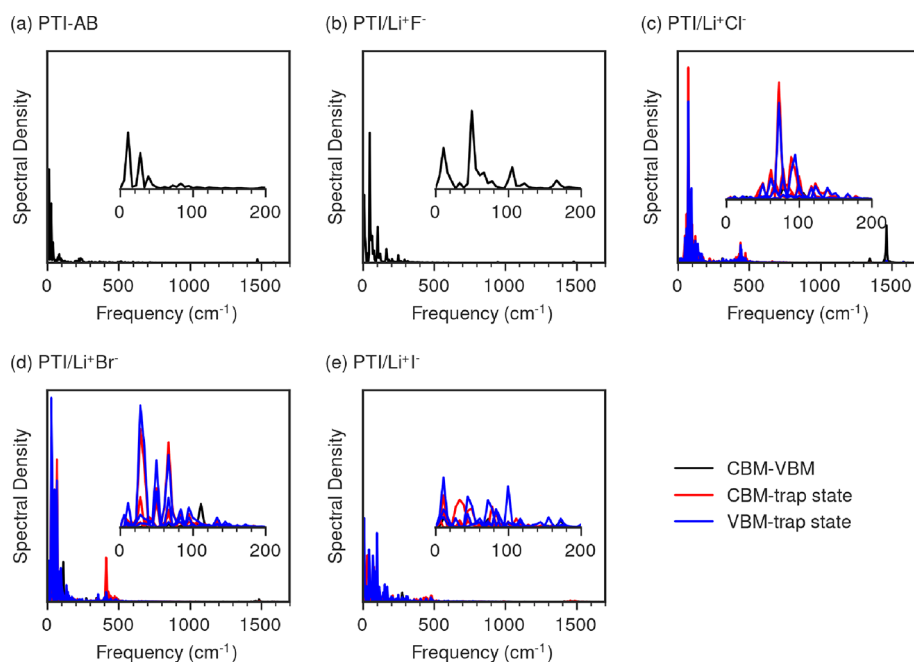 (a) PTI-AB
(b) PTI/Li⁺F⁻
(c) PTI/Li⁺Cl⁻
Spectral Density
0 100 200
0 500 1000 1500
Frequency (cm⁻¹)
Spectral Density
0 100 200
0 500 1000 1500
Frequency (cm⁻¹)
Spectral Density
0 100 200
0 500 1000 1500
Frequency (cm⁻¹)
(d) PTI/Li⁺Br⁻
(e) PTI/Li⁺I⁻
Spectral Density
0 100 200
0 500 1000 1500
Frequency (cm⁻¹)
Spectral Density
0 100 200
0 500 1000 1500
Frequency (cm⁻¹)
CBM-VBM
CBM-trap state
VBM-trap state